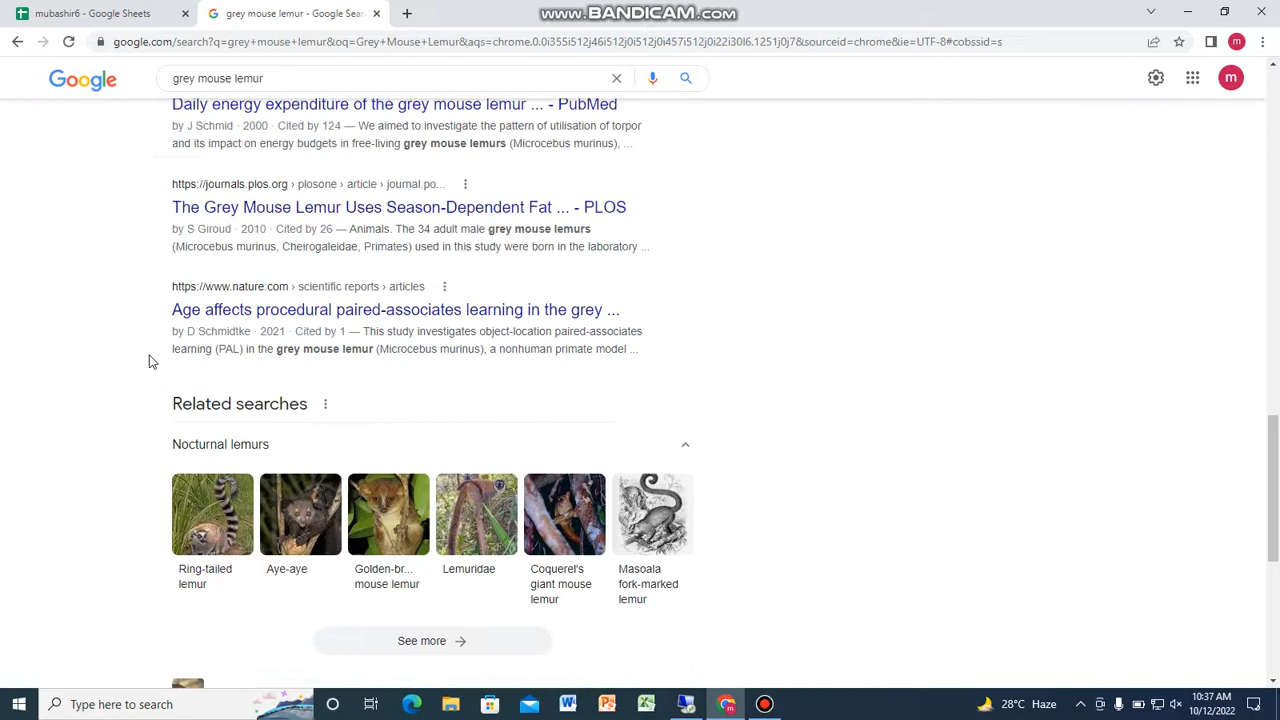 mubashir6 - Google Sheets
grey mouse lemur - Google Sear
www.BANDICAM.com
google.com/search?q=grey+mouse+lemur&oq=Grey+Mouse+Lemur&aqs=chrome.0.0i355i512j46i512j0i512j0i457i512j0i22i30l6.1251j0j7&sourceid=chrome&ie=UTF-8#cobssid=s
m
Google
grey mouse lemur
m
Daily energy expenditure of the grey mouse lemur ... - PubMed
by J Schmid · 2000 · Cited by 124 — We aimed to investigate the pattern of utilisation of torpor
and its impact on energy budgets in free-living grey mouse lemurs (Microcebus murinus), ...
https://journals.plos.org › plosone › article › journal.po...
The Grey Mouse Lemur Uses Season-Dependent Fat ... - PLOS
by S Giroud · 2010 · Cited by 26 — Animals. The 34 adult male grey mouse lemurs
(Microcebus murinus, Cheirogaleidae, Primates) used in this study were born in the laboratory ...
https://www.nature.com › scientific reports › articles
Age affects procedural paired-associates learning in the grey ...
by D Schmidtke · 2021 · Cited by 1 — This study investigates object-location paired-associates
learning (PAL) in the grey mouse lemur (Microcebus murinus), a nonhuman primate model ...
Related searches
Nocturnal lemurs
Ring-tailed lemur
Aye-aye
Golden-br... mouse lemur
Lemuridae
Coquerel's giant mouse lemur
Masoala fork-marked lemur
See more
Type here to search
28°C Haze
10:37 AM
10/12/2022